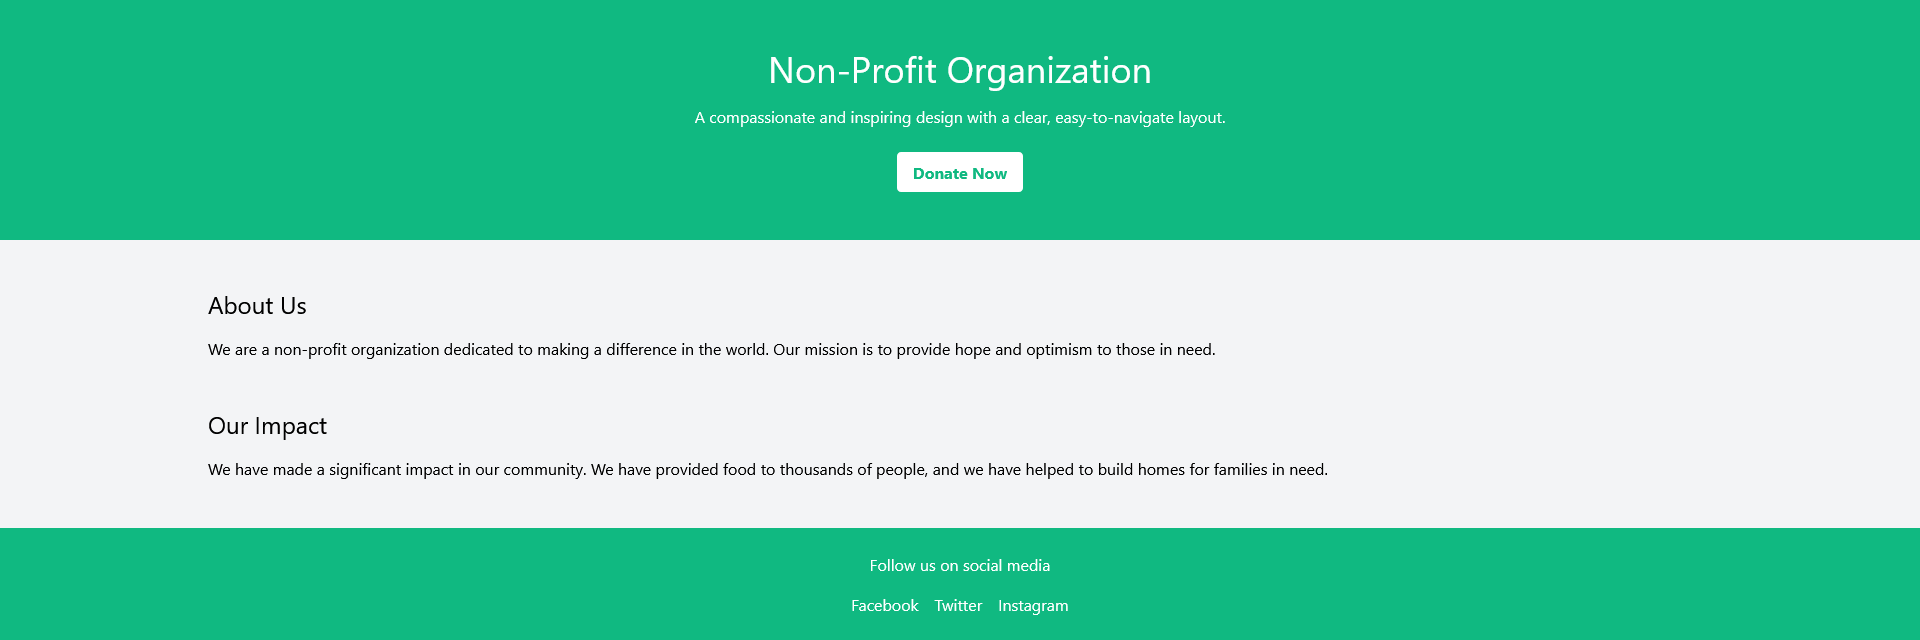 Non-Profit Organization
A compassionate and inspiring design with a clear, easy-to-navigate layout.
Donate Now
About Us
We are a non-profit organization dedicated to making a difference in the world. Our mission is to provide hope and optimism to those in need.
Our Impact
We have made a significant impact in our community. We have provided food to thousands of people, and we have helped to build homes for families in need.
Follow us on social media
Facebook Twitter Instagram